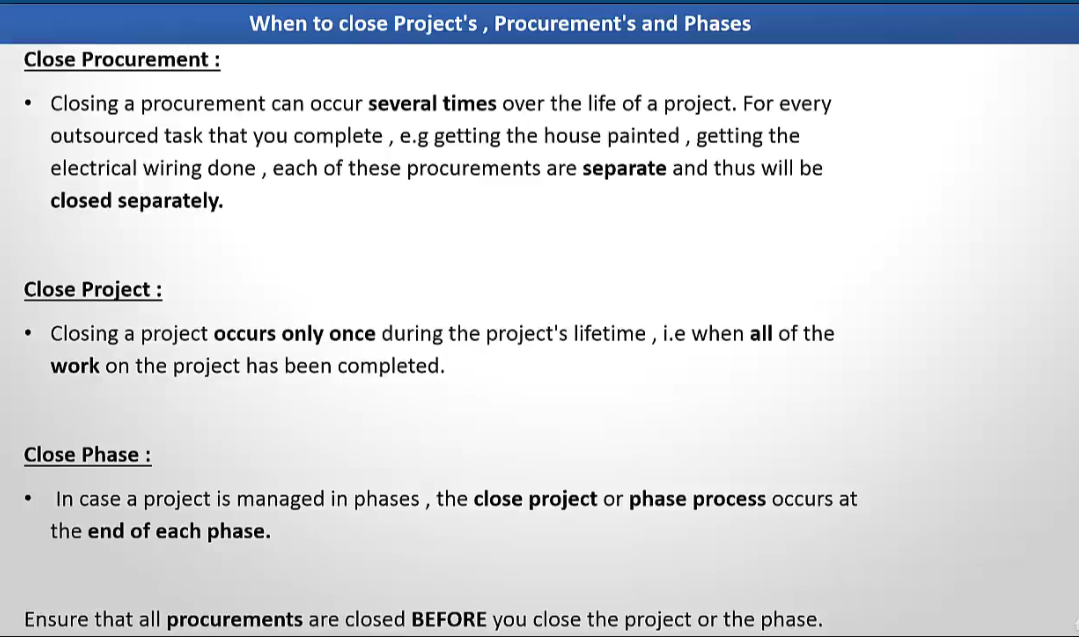 When to close Project's , Procurement's and Phases
Close Procurement :
• Closing a procurement can occur several times over the life of a project. For every
outsourced task that you complete , e.g getting the house painted , getting the
electrical wiring done , each of these procurements are separate and thus will be
closed separately.
Close Project :
• Closing a project occurs only once during the project's lifetime , i.e when all of the
work on the project has been completed.
Close Phase :
• In case a project is managed in phases , the close project or phase process occurs at
the end of each phase.
Ensure that all procurements are closed BEFORE you close the project or the phase.